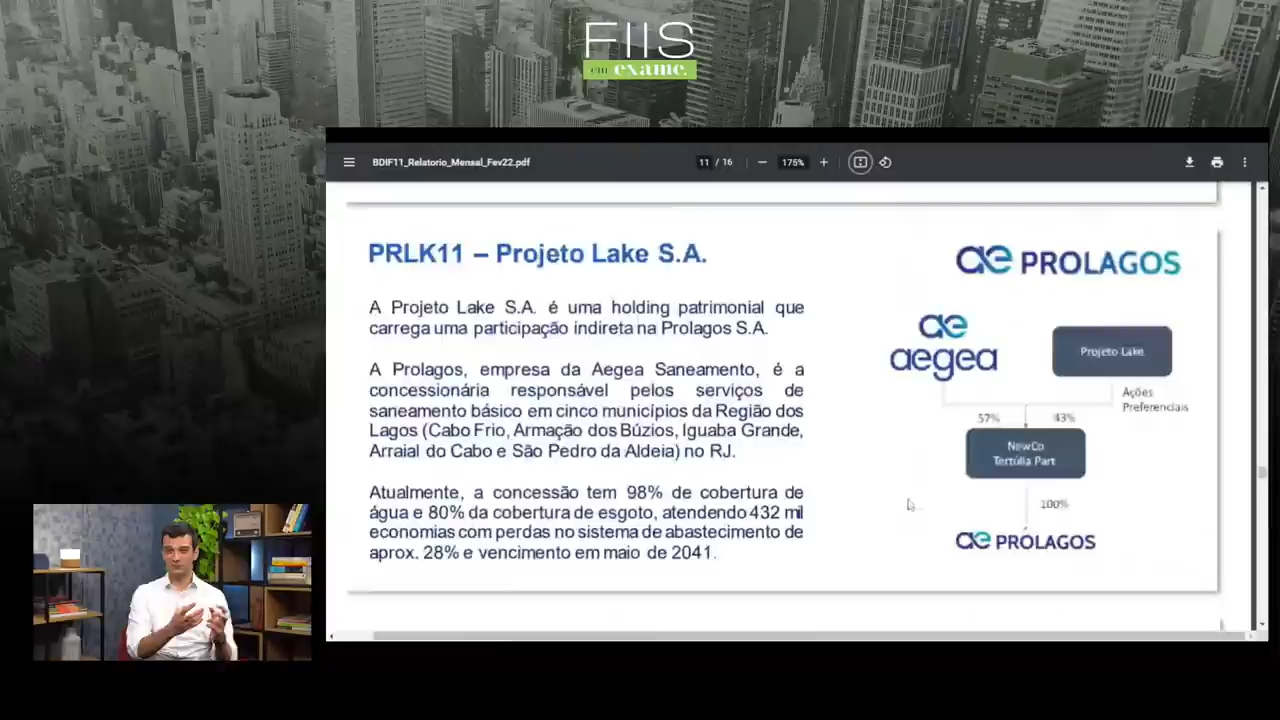 FIIS
em exame.
BDIF11_Relatorio_Mensal_Fev22.pdf
11 / 16
175%
PRLK11 – Projeto Lake S.A.
ae PROLAGOS
A Projeto Lake S.A. é uma holding patrimonial que
carrega uma participação indireta na Prolagos S.A.
A Prolagos, empresa da Aegea Saneamento, é a
concessionária responsável pelos serviços de
saneamento básico em cinco municípios da Região dos
Lagos (Cabo Frio, Armação dos Búzios, Iguaba Grande,
Arraial do Cabo e São Pedro da Aldeia) no RJ.
Atualmente, a concessão tem 98% de cobertura de
água e 80% da cobertura de esgoto, atendendo 432 mil
economias com perdas no sistema de abastecimento de
aprox. 28% e vencimento em maio de 2041.
ae
aegea
Projeto Lake
Ações
Preferenciais
57%
43%
NewCo
Tertúlia Part
100%
ae PRÓLAGOS